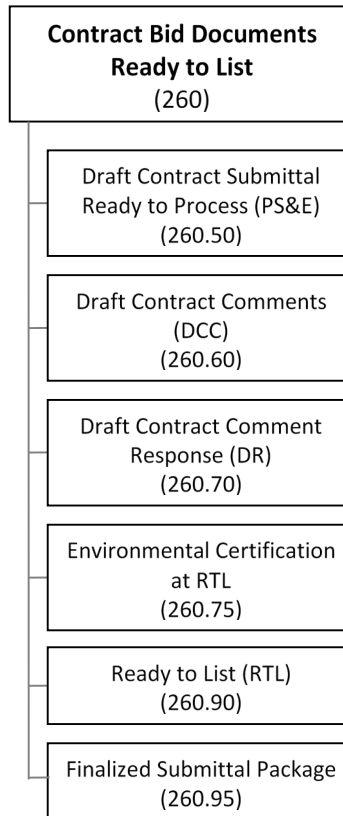 Contract Bid Documents
Ready to List
(260)
Draft Contract Submittal
Ready to Process (PS&E)
(260.50)
Draft Contract Comments
(DCC)
(260.60)
Draft Contract Comment
Response (DR)
(260.70)
Environmental Certification
at RTL
(260.75)
Ready to List (RTL)
(260.90)
Finalized Submittal Package
(260.95)